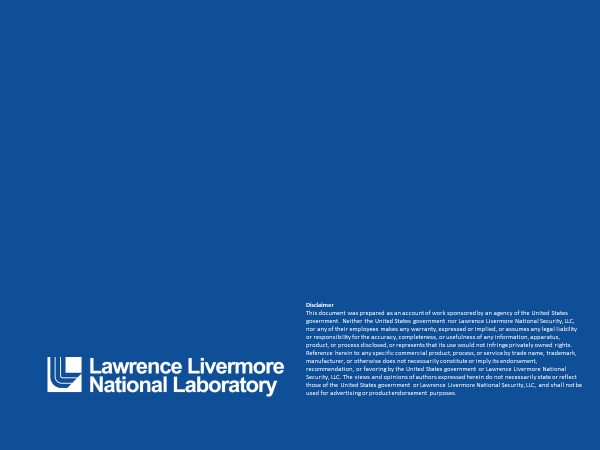 Disclaimer
This document was prepared as an account of work sponsored by an agency of the United States
government. Neither the United States government nor Lawrence Livermore National Security, LLC,
nor any of their employees makes any warranty, expressed or implied, or assumes any legal liability
or responsibility for the accuracy, completeness, or usefulness of any information, apparatus,
product, or process disclosed, or represents that its use would not infringe privately owned rights.
Reference herein to any specific commercial product, process, or service by trade name, trademark,
manufacturer, or otherwise does not necessarily constitute or imply its endorsement,
recommendation, or favoring by the United States government or Lawrence Livermore National
Security, LLC. The views and opinions of authors expressed herein do not necessarily state or reflect
those of the United States government or Lawrence Livermore National Security, LLC, and shall not be
used for advertising or product endorsement purposes.
Lawrence Livermore
National Laboratory